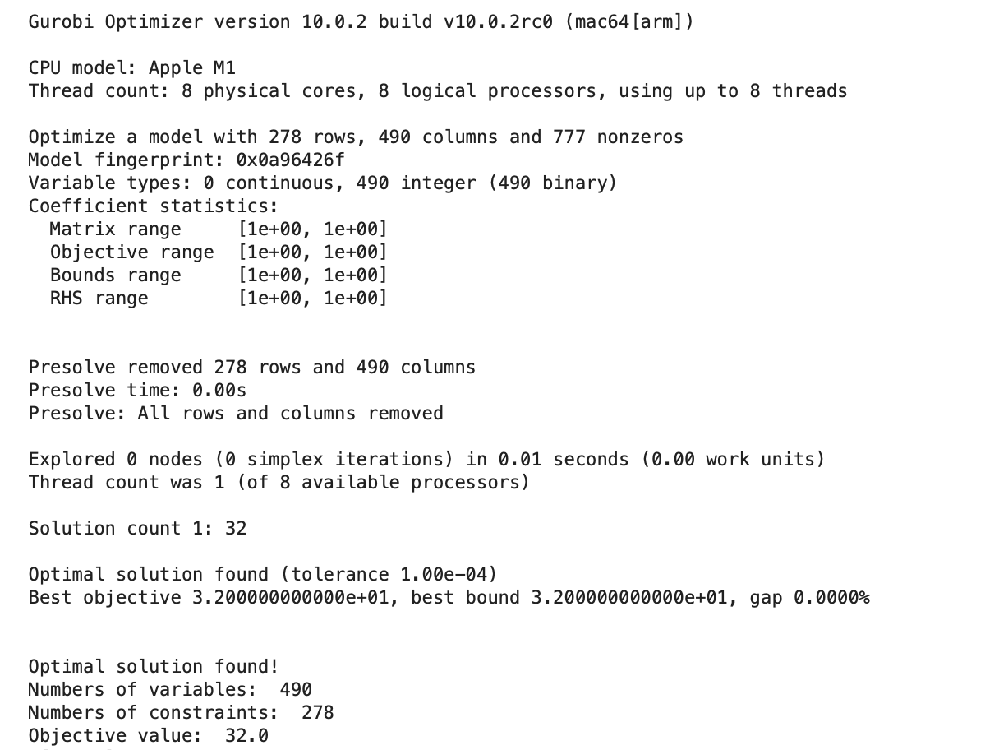 Gurobi Optimizer version 10.0.2 build v10.0.2rc0 (mac64[arm])
CPU model: Apple M1
Thread count: 8 physical cores, 8 logical processors, using up to 8 threads
Optimize a model with 278 rows, 490 columns and 777 nonzeros
Model fingerprint: 0x0a96426f
Variable types: 0 continuous, 490 integer (490 binary)
Coefficient statistics:
  Matrix range     [1e+00, 1e+00]
  Objective range  [1e+00, 1e+00]
  Bounds range     [1e+00, 1e+00]
  RHS range        [1e+00, 1e+00]
Presolve removed 278 rows and 490 columns
Presolve time: 0.00s
Presolve: All rows and columns removed
Explored 0 nodes (0 simplex iterations) in 0.01 seconds (0.00 work units)
Thread count was 1 (of 8 available processors)
Solution count 1: 32
Optimal solution found (tolerance 1.00e-04)
Best objective 3.200000000000e+01, best bound 3.200000000000e+01, gap 0.0000%
Optimal solution found!
Numbers of variables:  490
Numbers of constraints:  278
Objective value:  32.0